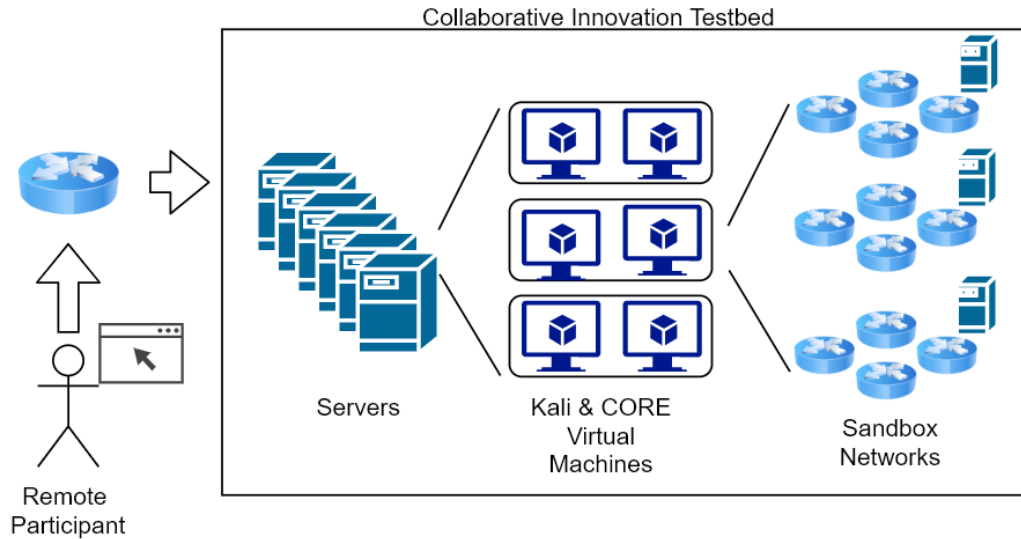 Collaborative Innovation Testbed
Servers
Kali & CORE
Virtual
Machines
Sandbox
Networks
Remote
Participant